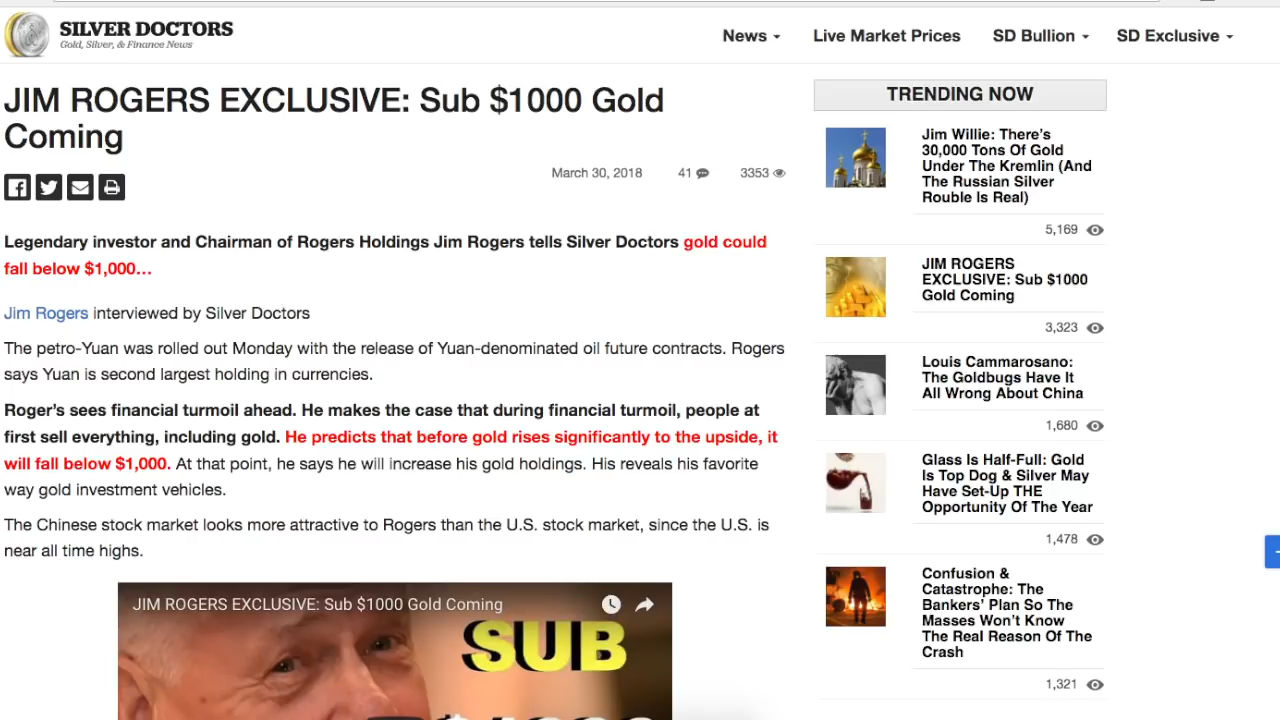 SILVER DOCTORS
Gold, Silver, & Finance News
News
Live Market Prices
SD Bullion
SD Exclusive
JIM ROGERS EXCLUSIVE: Sub $1000 Gold
Coming
March 30, 2018
41
3353
Legendary investor and Chairman of Rogers Holdings Jim Rogers tells Silver Doctors gold could
fall below $1,000...
Jim Rogers interviewed by Silver Doctors
The petro-Yuan was rolled out Monday with the release of Yuan-denominated oil future contracts. Rogers
says Yuan is second largest holding in currencies.
Roger's sees financial turmoil ahead. He makes the case that during financial turmoil, people at
first sell everything, including gold. He predicts that before gold rises significantly to the upside, it
will fall below $1,000. At that point, he says he will increase his gold holdings. His reveals his favorite
way gold investment vehicles.
The Chinese stock market looks more attractive to Rogers than the U.S. stock market, since the U.S. is
near all time highs.
JIM ROGERS EXCLUSIVE: Sub $1000 Gold Coming
SUB
TRENDING NOW
Jim Willie: There's
30,000 Tons Of Gold
Under The Kremlin (And
The Russian Silver
Rouble Is Real)
5,169
JIM ROGERS
EXCLUSIVE: Sub $1000
Gold Coming
3,323
Louis Cammarosano:
The Goldbugs Have It
All Wrong About China
1,680
Glass Is Half-Full: Gold
Is Top Dog & Silver May
Have Set-Up THE
Opportunity Of The Year
1,478
Confusion &
Catastrophe: The
Bankers' Plan So The
Masses Won't Know
The Real Reason Of The
Crash
1,321